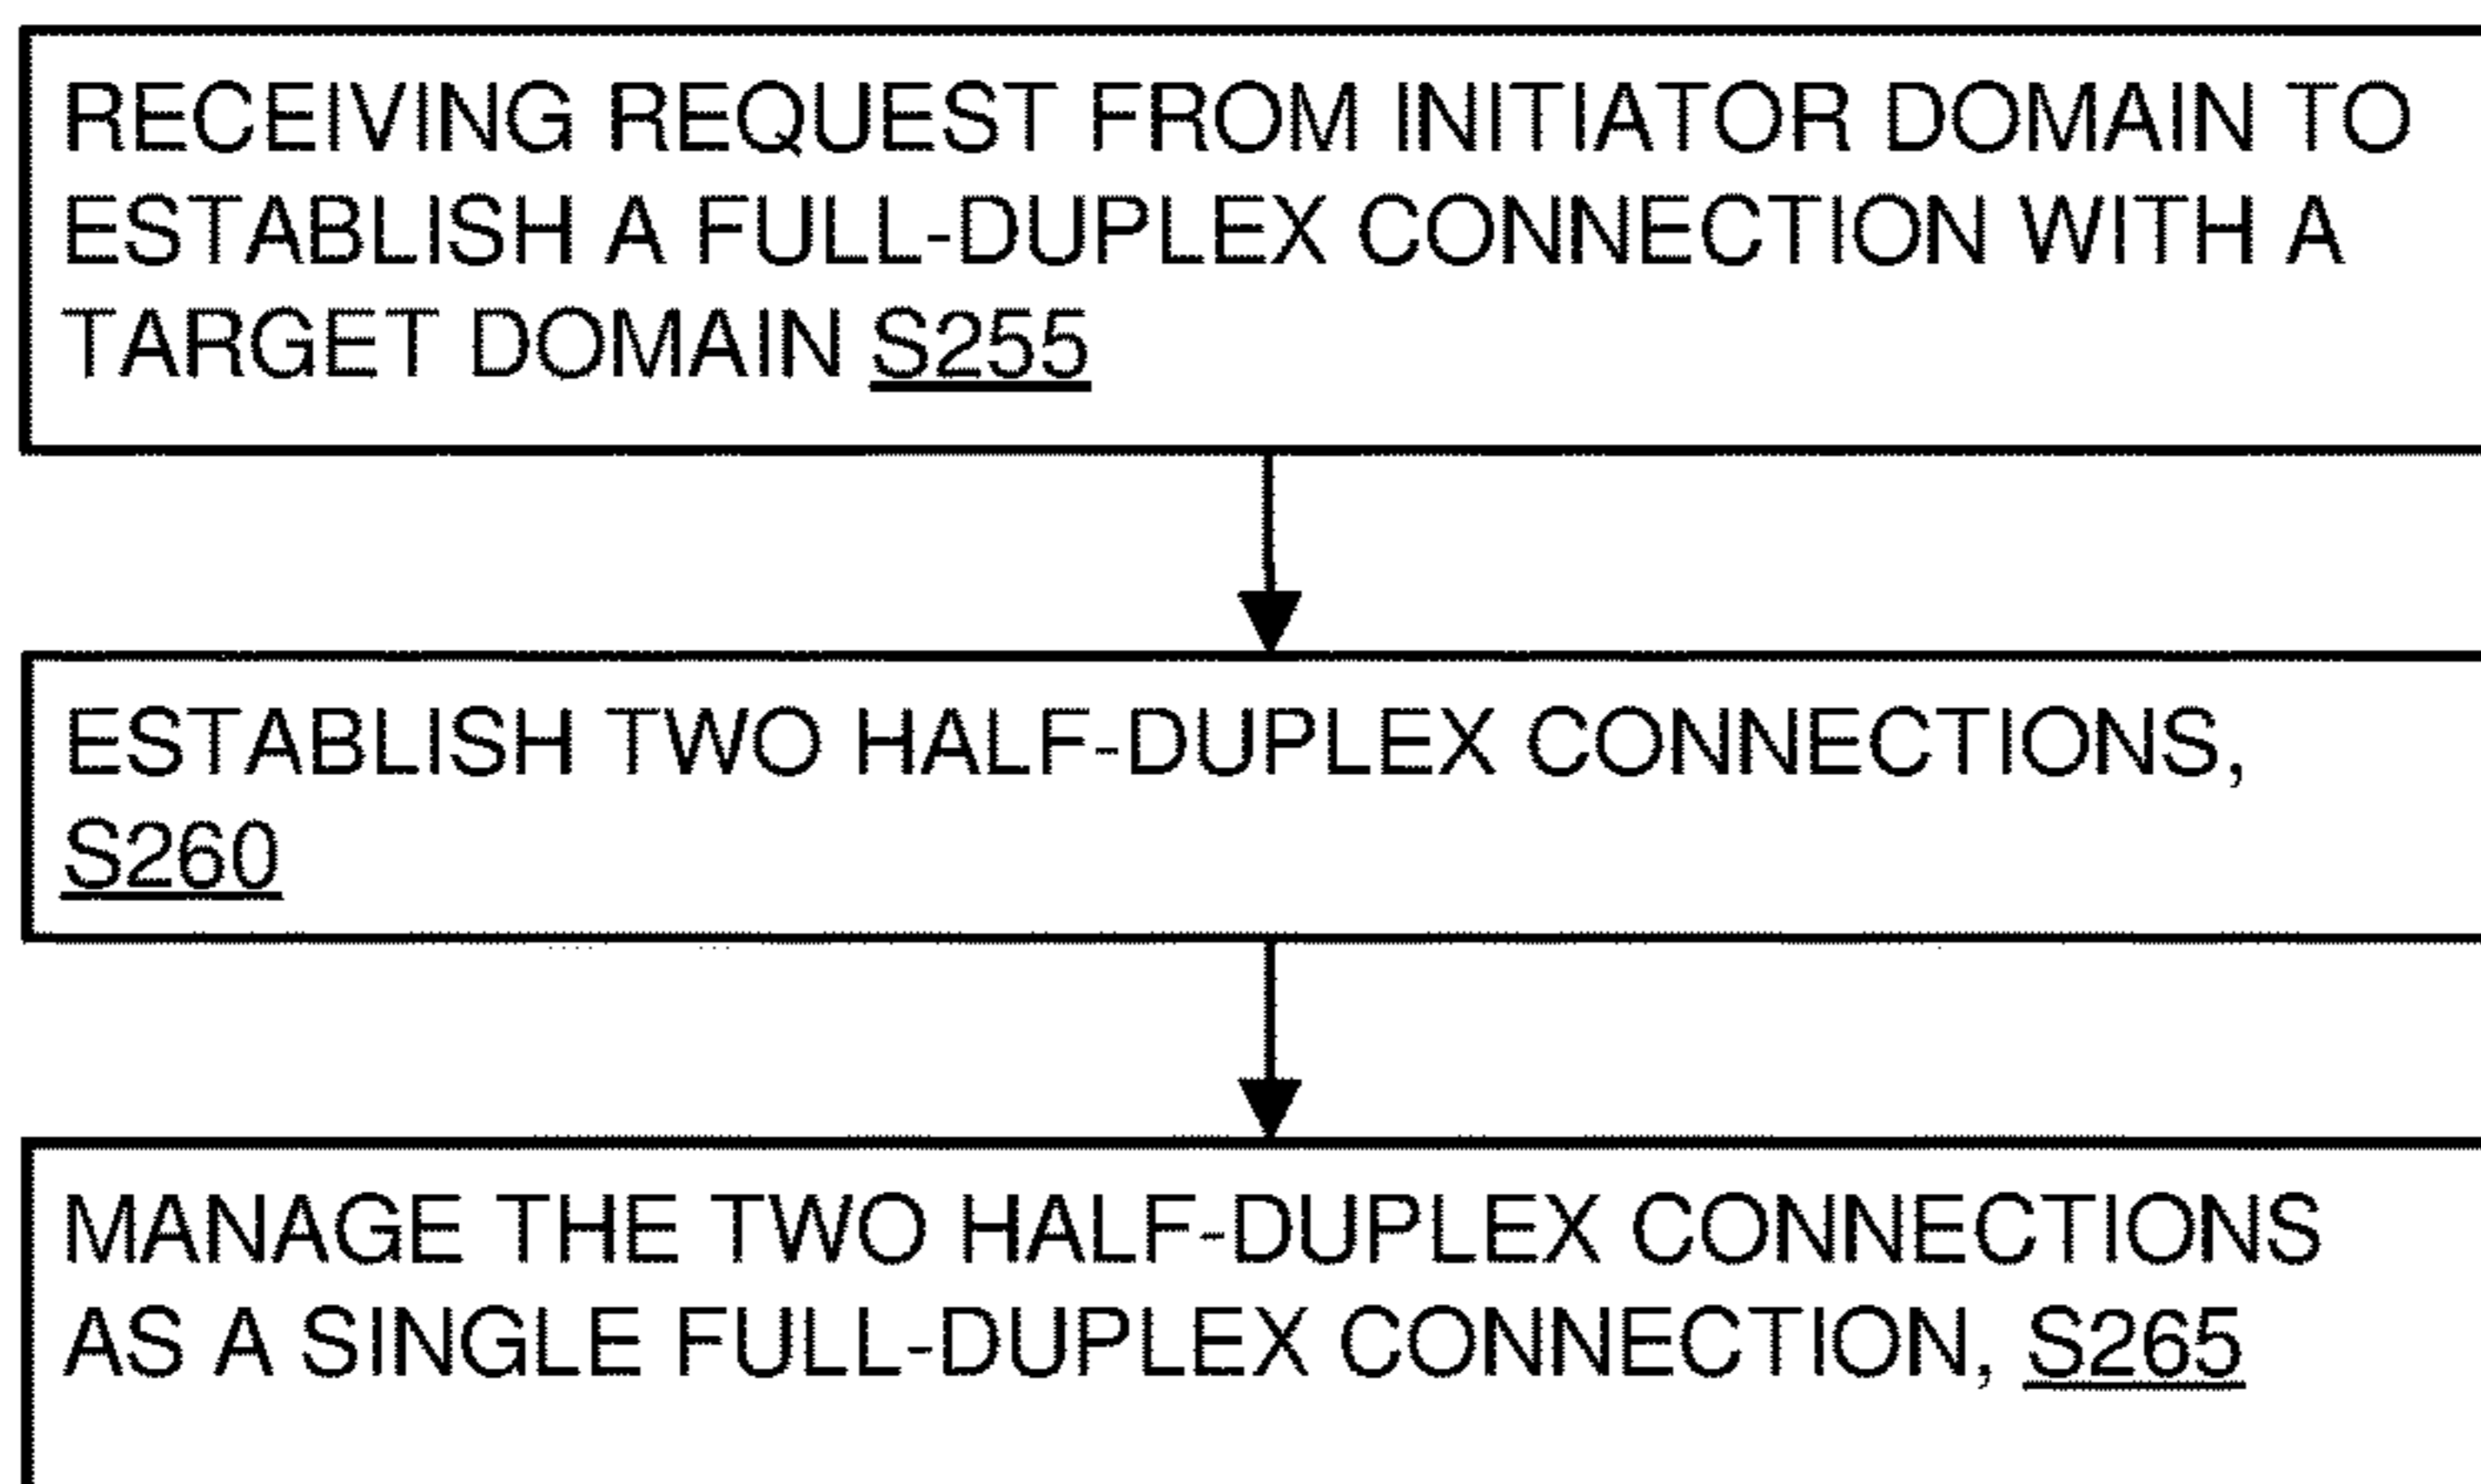 RECEIVING REQUEST FROM INITIATOR DOMAIN TO
ESTABLISH A FULL-DUPLEX CONNECTION WITH A
TARGET DOMAIN S255
ESTABLISH TWO HALF-DUPLEX CONNECTIONS,
S260
MANAGE THE TWO HALF-DUPLEX CONNECTIONS
AS A SINGLE FULL-DUPLEX CONNECTION, S265